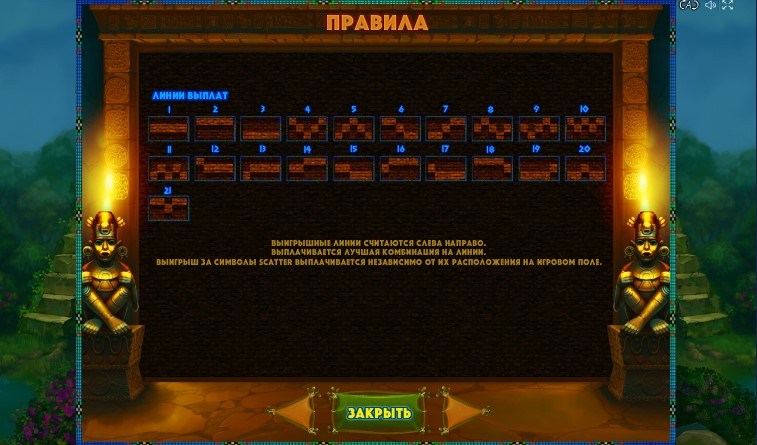 CAD
ПРАВИЛА
ЛИНИИ ВЫПЛАТ
1 2 3 4 5 6 7 8 9 10
11 12 13 14 15 16 17 18 19 20
21
ВЫИГРЫШНЫЕ ЛИНИИ СЧИТАЮТСЯ СЛЕВА НАПРАВО.
ВЫПЛАЧИВАЕТСЯ ЛУЧШАЯ КОМБИНАЦИЯ НА ЛИНИИ.
ВЫИГРЫШ ЗА СИМВОЛЫ SCATTER ВЫПЛАЧИВАЕТСЯ НЕЗАВИСИМО ОТ ИХ РАСПОЛОЖЕНИЯ НА ИГРОВОМ ПОЛЕ.
ЗАКРЫТЬ